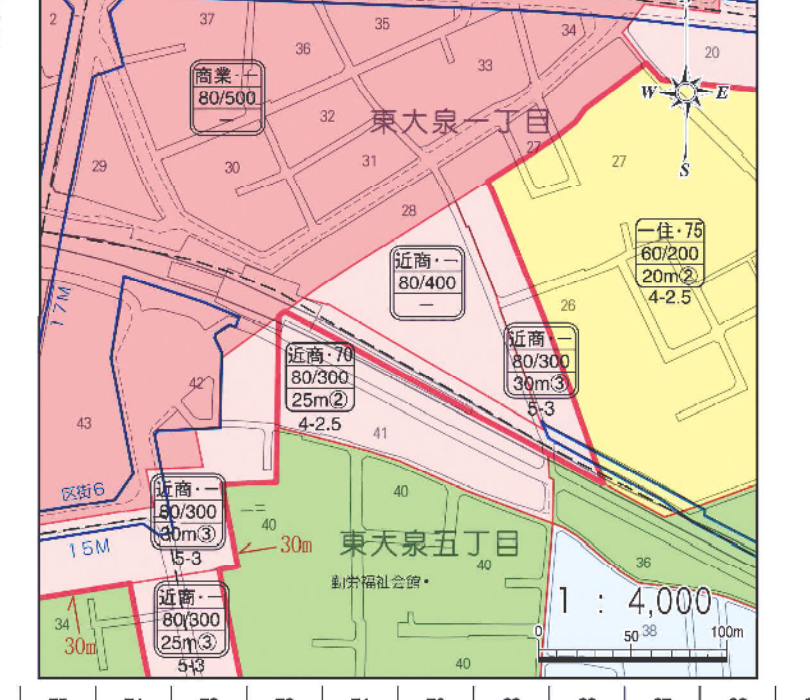 2
37
35
36
34
20
33
商業・一
80/500
一
W
E
S
32
東大泉一丁目
27
27
29
30
31
28
一住・75
60/200
20m②
4-2.5
近商・一
80/400
一
26
17M
近商・70
80/300
25m②
4-2.5
近商・一
80/300
30m③
5-3
42
43
41
区街6
近商・一
80/300
30m③
5-3
40
40
15M
30m
東大泉五丁目
40
36
勤労福祉会館
近商・一
80/300
25m③
5-3
34
30m
1 : 4,000
0
50
100m
38
40